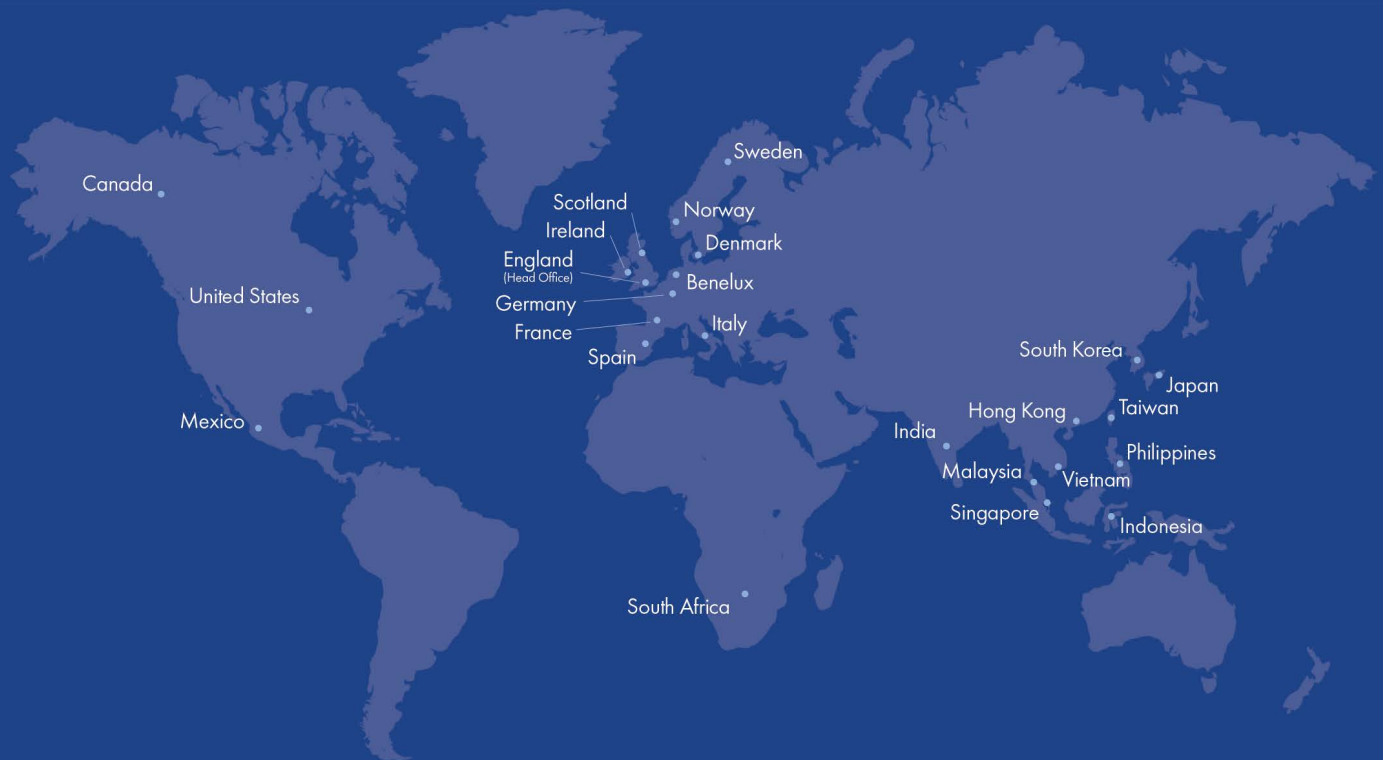 Sweden
Canada
Scotland
Norway
Ireland
Denmark
England
(Head Office)
Benelux
United States
Germany
Italy
France
Spain
South Korea
Japan
Taiwan
Hong Kong
Mexico
India
Philippines
Malaysia
Vietnam
Singapore
Indonesia
South Africa